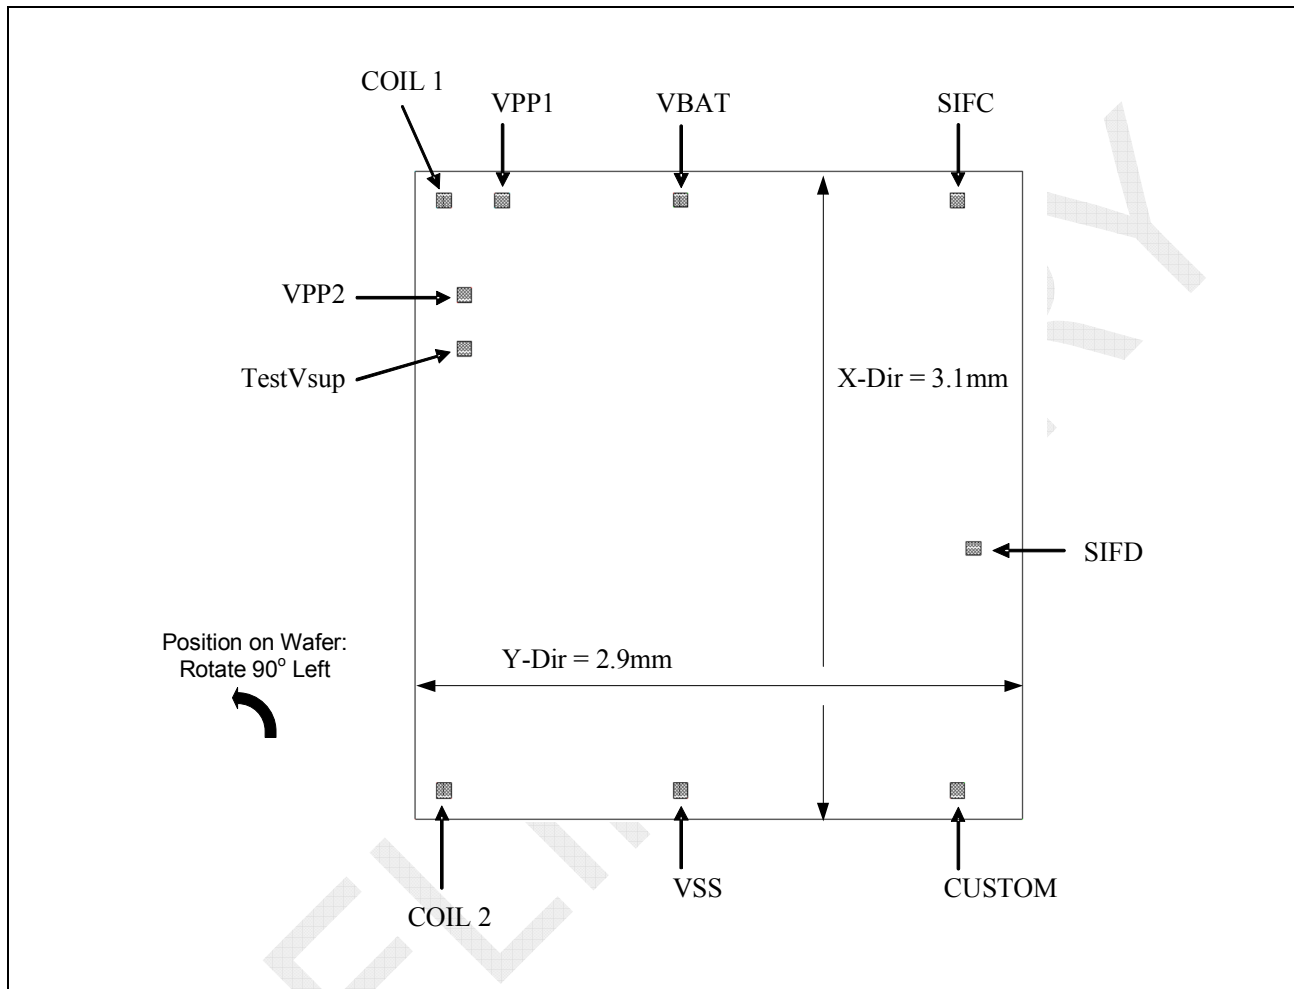 COIL 1
VPP1
VBAT
SIFC
VPP2
TestVsup
X-Dir = 3.1mm
SIFD
Position on Wafer:
Rotate 90° Left
Y-Dir = 2.9mm
COIL 2
VSS
CUSTOM